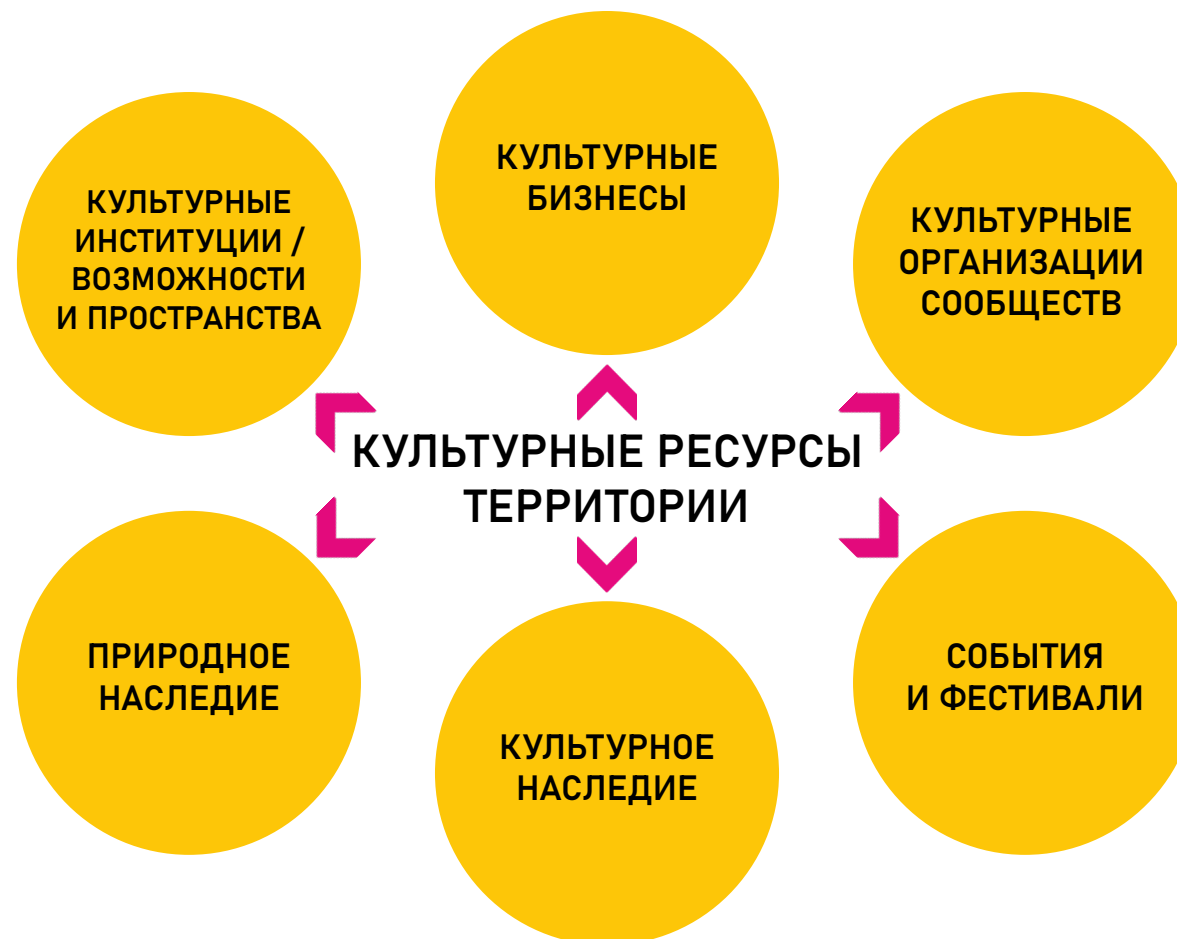 КУЛЬТУРНЫЕ
БИЗНЕСЫ
КУЛЬТУРНЫЕ
ИНСТИТУЦИИ /
ВОЗМОЖНОСТИ
И ПРОСТРАНСТВА
КУЛЬТУРНЫЕ
ОРГАНИЗАЦИИ
СООБЩЕСТВ
КУЛЬТУРНЫЕ РЕСУРСЫ
ТЕРРИТОРИИ
ПРИРОДНОЕ
НАСЛЕДИЕ
КУЛЬТУРНОЕ
НАСЛЕДИЕ
СОБЫТИЯ
И ФЕСТИВАЛИ